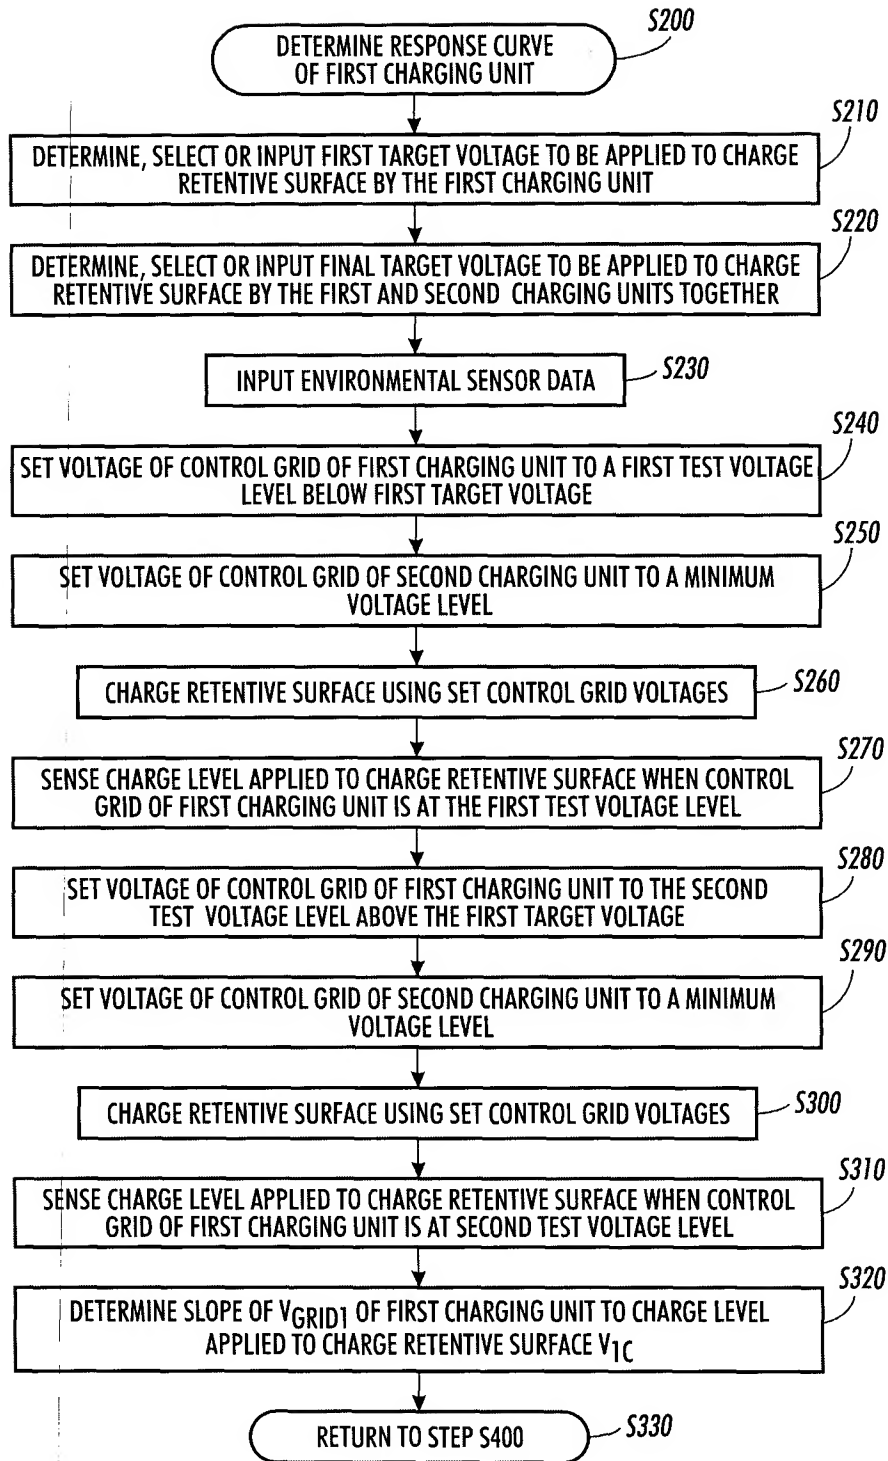 S200
DETERMINE RESPONSE CURVE
OF FIRST CHARGING UNIT
S210
DETERMINE, SELECT OR INPUT FIRST TARGET VOLTAGE TO BE APPLIED TO CHARGE
RETENTIVE SURFACE BY THE FIRST CHARGING UNIT
S220
DETERMINE, SELECT OR INPUT FINAL TARGET VOLTAGE TO BE APPLIED TO CHARGE
RETENTIVE SURFACE BY THE FIRST AND SECOND CHARGING UNITS TOGETHER
S230
INPUT ENVIRONMENTAL SENSOR DATA
S240
SET VOLTAGE OF CONTROL GRID OF FIRST CHARGING UNIT TO A FIRST TEST VOLTAGE
LEVEL BELOW FIRST TARGET VOLTAGE
S250
SET VOLTAGE OF CONTROL GRID OF SECOND CHARGING UNIT TO A MINIMUM
VOLTAGE LEVEL
S260
CHARGE RETENTIVE SURFACE USING SET CONTROL GRID VOLTAGES
S270
SENSE CHARGE LEVEL APPLIED TO CHARGE RETENTIVE SURFACE WHEN CONTROL
GRID OF FIRST CHARGING UNIT IS AT THE FIRST TEST VOLTAGE LEVEL
S280
SET VOLTAGE OF CONTROL GRID OF FIRST CHARGING UNIT TO THE SECOND
TEST VOLTAGE LEVEL ABOVE THE FIRST TARGET VOLTAGE
S290
SET VOLTAGE OF CONTROL GRID OF SECOND CHARGING UNIT TO A MINIMUM
VOLTAGE LEVEL
S300
CHARGE RETENTIVE SURFACE USING SET CONTROL GRID VOLTAGES
S310
SENSE CHARGE LEVEL APPLIED TO CHARGE RETENTIVE SURFACE WHEN CONTROL
GRID OF FIRST CHARGING UNIT IS AT SECOND TEST VOLTAGE LEVEL
S320
DETERMINE SLOPE OF VGRID1 OF FIRST CHARGING UNIT TO CHARGE LEVEL
APPLIED TO CHARGE RETENTIVE SURFACE V1C
S330
RETURN TO STEP S400